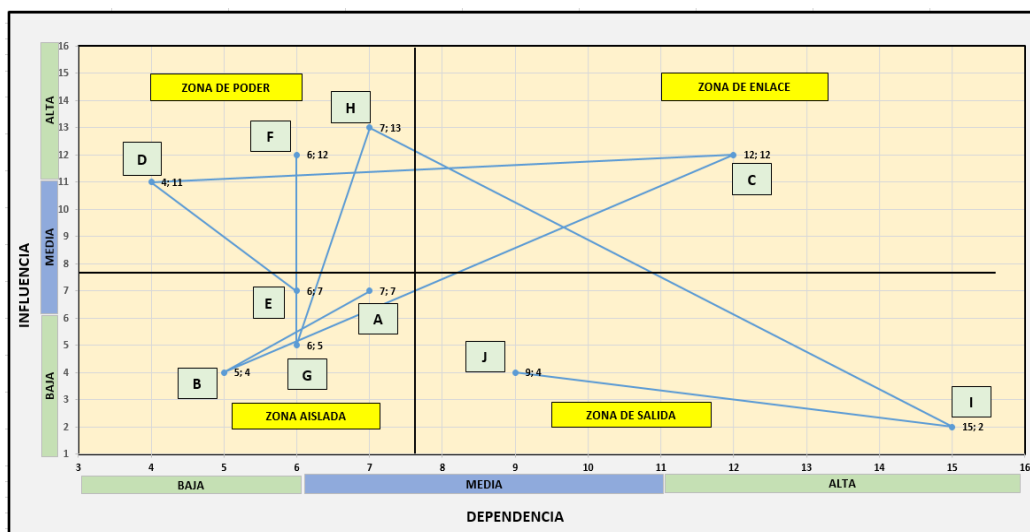 16
15
14
13
12
11
10
9
8
7
6
5
4
3
2
1
ALTA
MEDIA
BAJA
INFLUENCIA
ZONA DE PODER
ZONA DE ENLACE
H
7; 13
F
6; 12
D
4; 11
12; 12
C
E
6; 7
7; 7
A
B
5; 4
6; 5
G
J
9; 4
I
15; 2
ZONA AISLADA
ZONA DE SALIDA
3 4 5 6 7 8 9 10 11 12 13 14 15 16
BAJA MEDIA ALTA
DEPENDENCIA